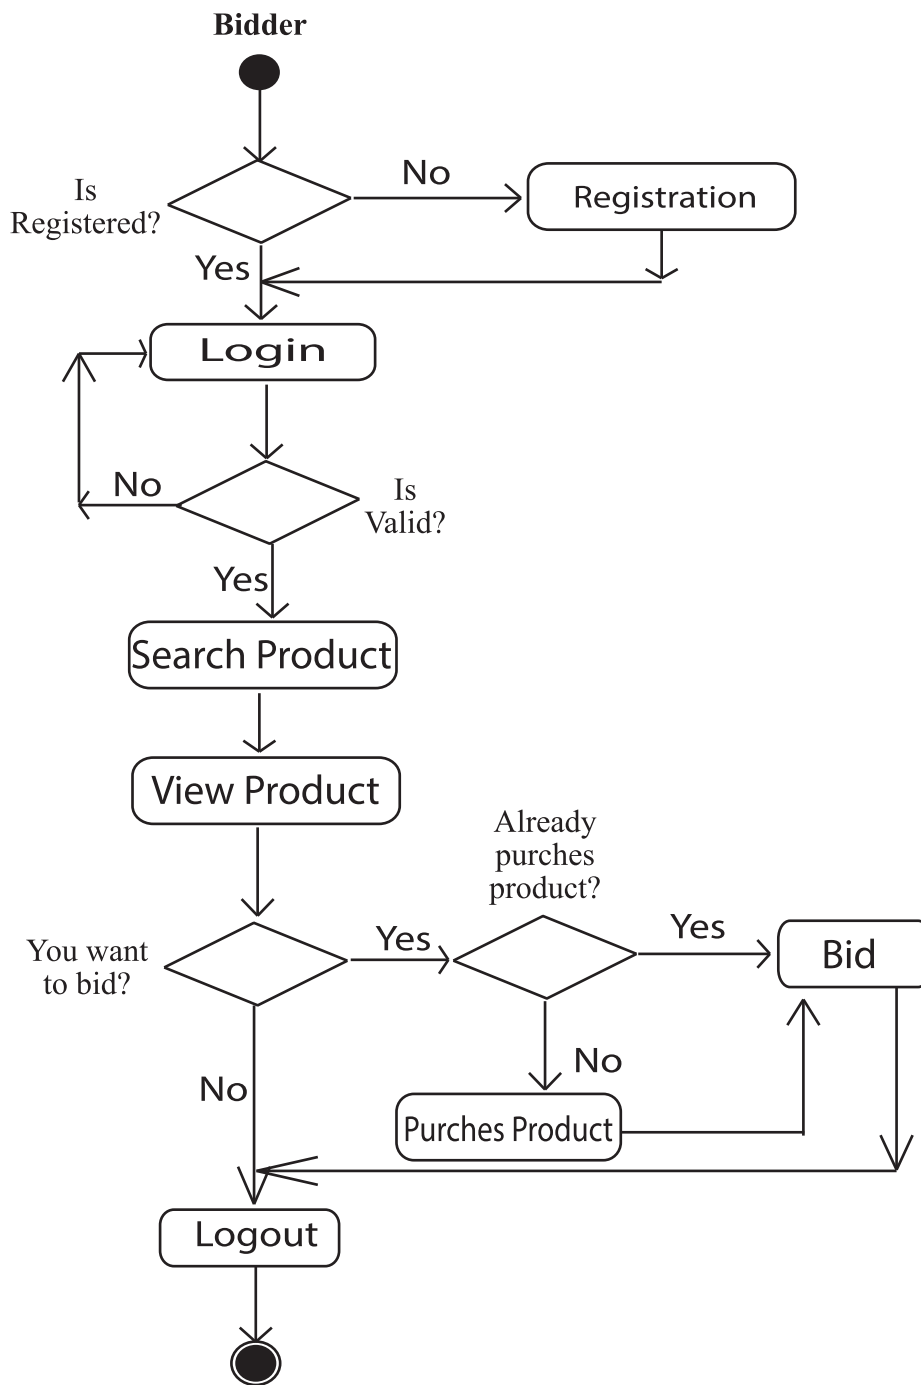 Bidder
No
Is
Registered?
Registration
Yes
Login
No
Is
Valid?
Yes
Search Product
View Product
Already
purches
product?
You want
to bid?
Yes
Yes
Bid
No
No
Purches Product
Logout